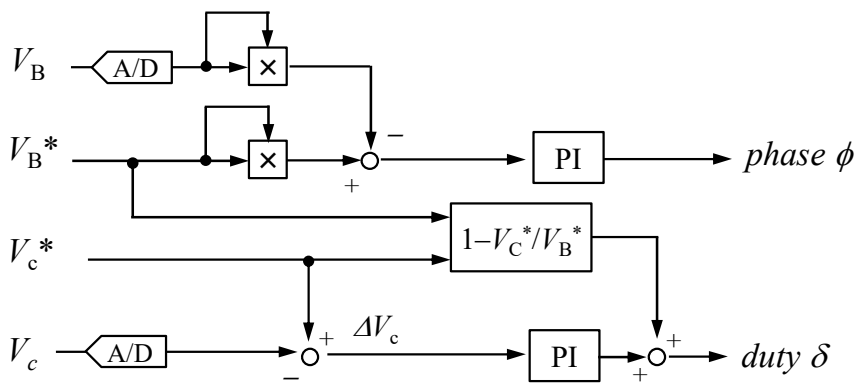 V_B A/D ×
−
V_B* × + PI phase ϕ
V_c* 1−V_C*/V_B*
+ ΔV_c +
V_c A/D − PI + duty δ